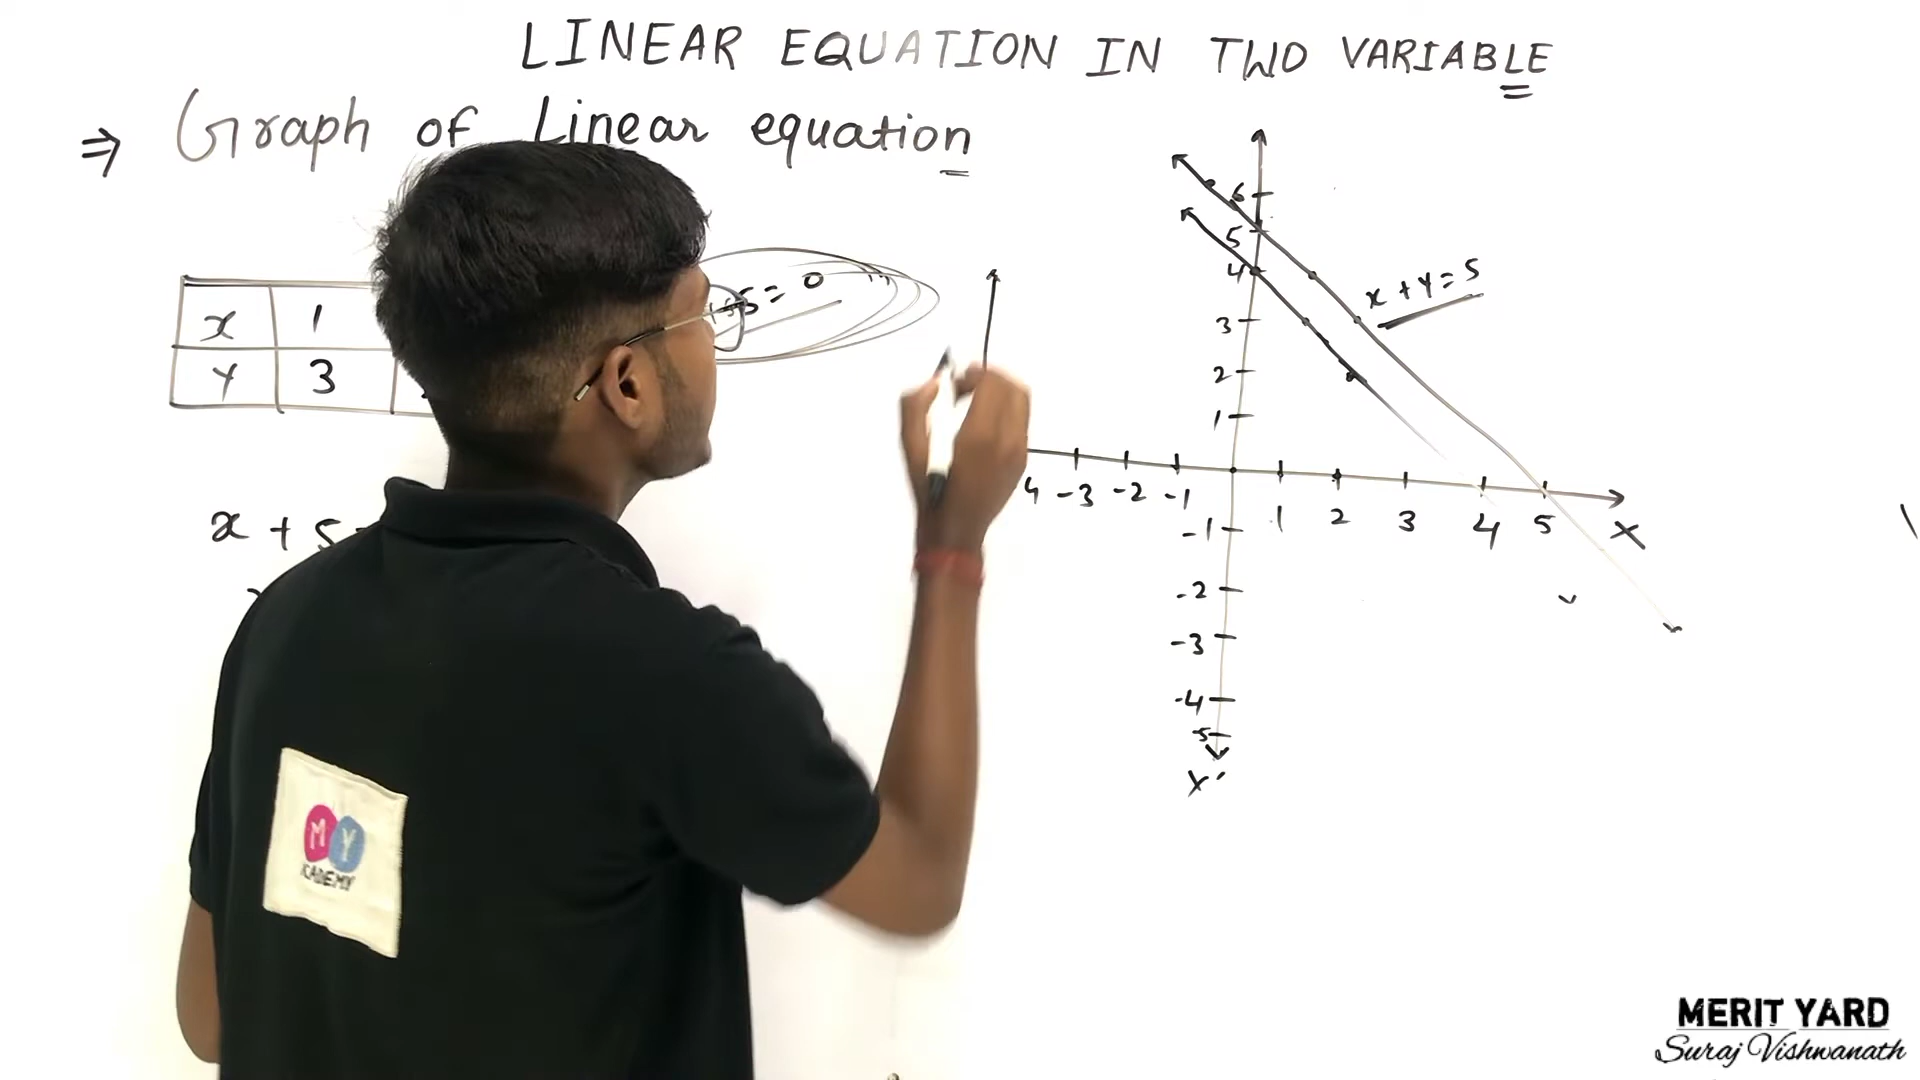 LINEAR EQUATION IN TWO VARIABLE
⇒ Graph of Linear equation
x 1
Y 3
5 = 0
x + 5
x + y = 5
6
5
4
3
2
1
4 -3 -2 -1 1 2 3 4 5 X
-1
-2
-3
-4
-5
X'
M Y
KADEMY
MERIT YARD
Suraj Vishwanath